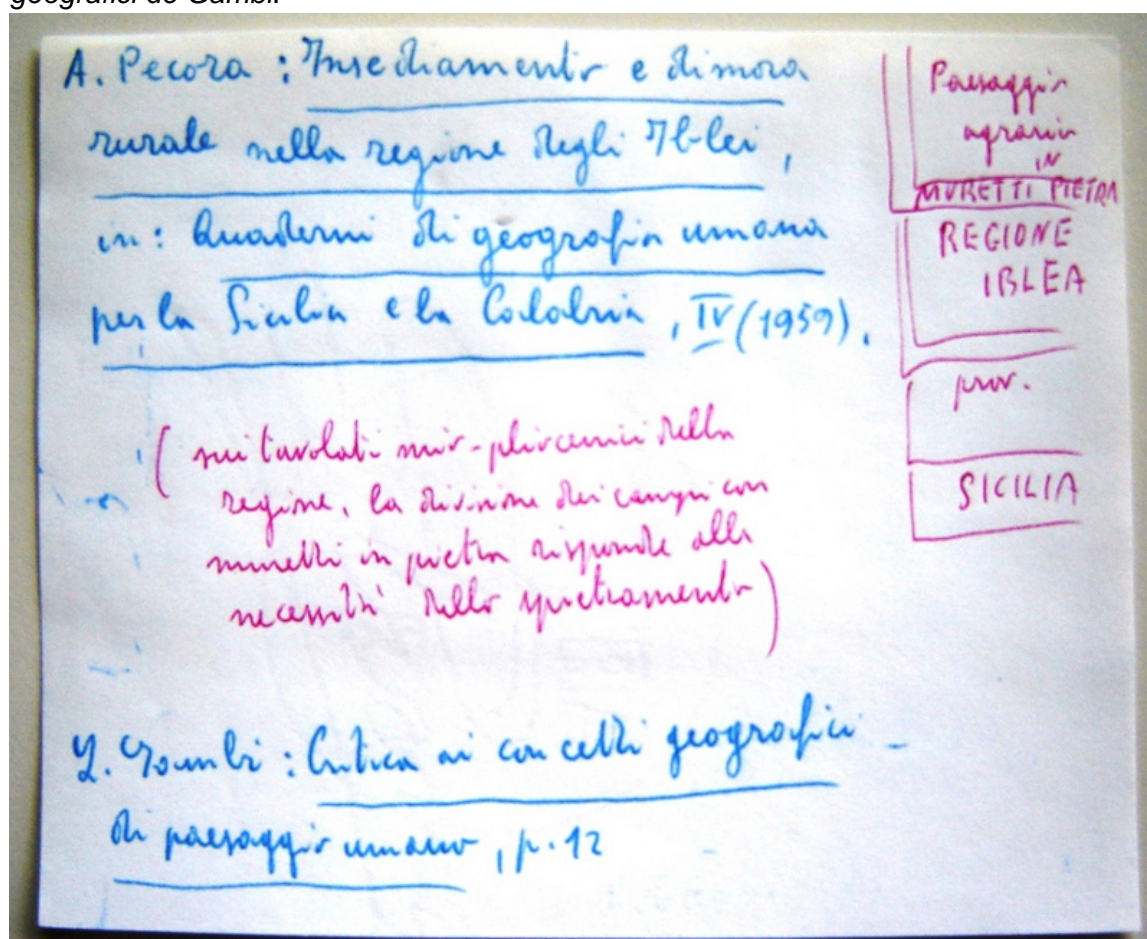 geografici de Gambi.
A. Pecora : Insediamento e dimora
rurale nella regione degli Iblei,
in: Quaderni di geografia umana
per la Sicilia e la Calabria, IV (1959).
( sui tavolati mio-pliocenici della
regione, la divisione dei campi con
muretti in pietra risponde alla
necessità dello spietramento )
L. Gambi : Critica ai concetti geografici
di paesaggio umano, p. 12
Paesaggio
agrario
IN
MURETTI PIETRA
REGIONE
IBLEA
prov.
SICILIA